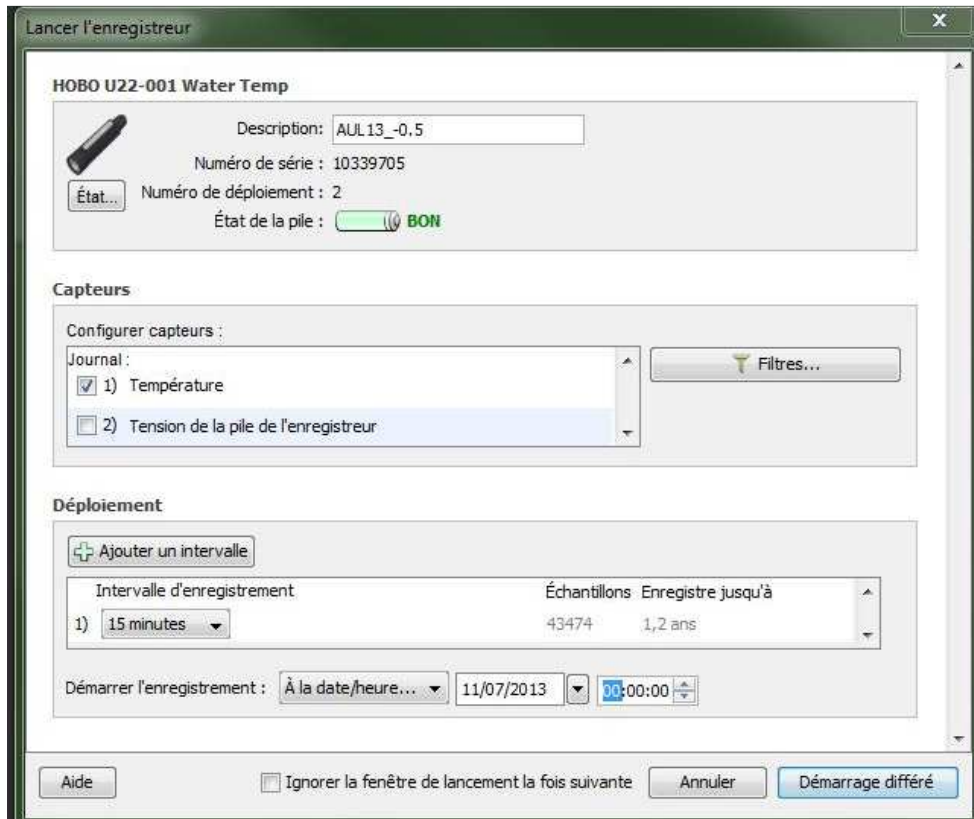 Lancer l'enregistreur
x
HOBO U22-001 Water Temp
Description: AUL13_-0.5
Numéro de série : 10339705
État... Numéro de déploiement : 2
État de la pile : BON
Capteurs
Configurer capteurs :
Journal :
1) Température
Filtres...
2) Tension de la pile de l'enregistreur
Déploiement
Ajouter un intervalle
Intervalle d'enregistrement Échantillons Enregistre jusqu'à
1) 15 minutes 43474 1,2 ans
Démarrer l'enregistrement : À la date/heure... 11/07/2013 00:00:00
Aide Ignorer la fenêtre de lancement la fois suivante Annuler Démarrage différé